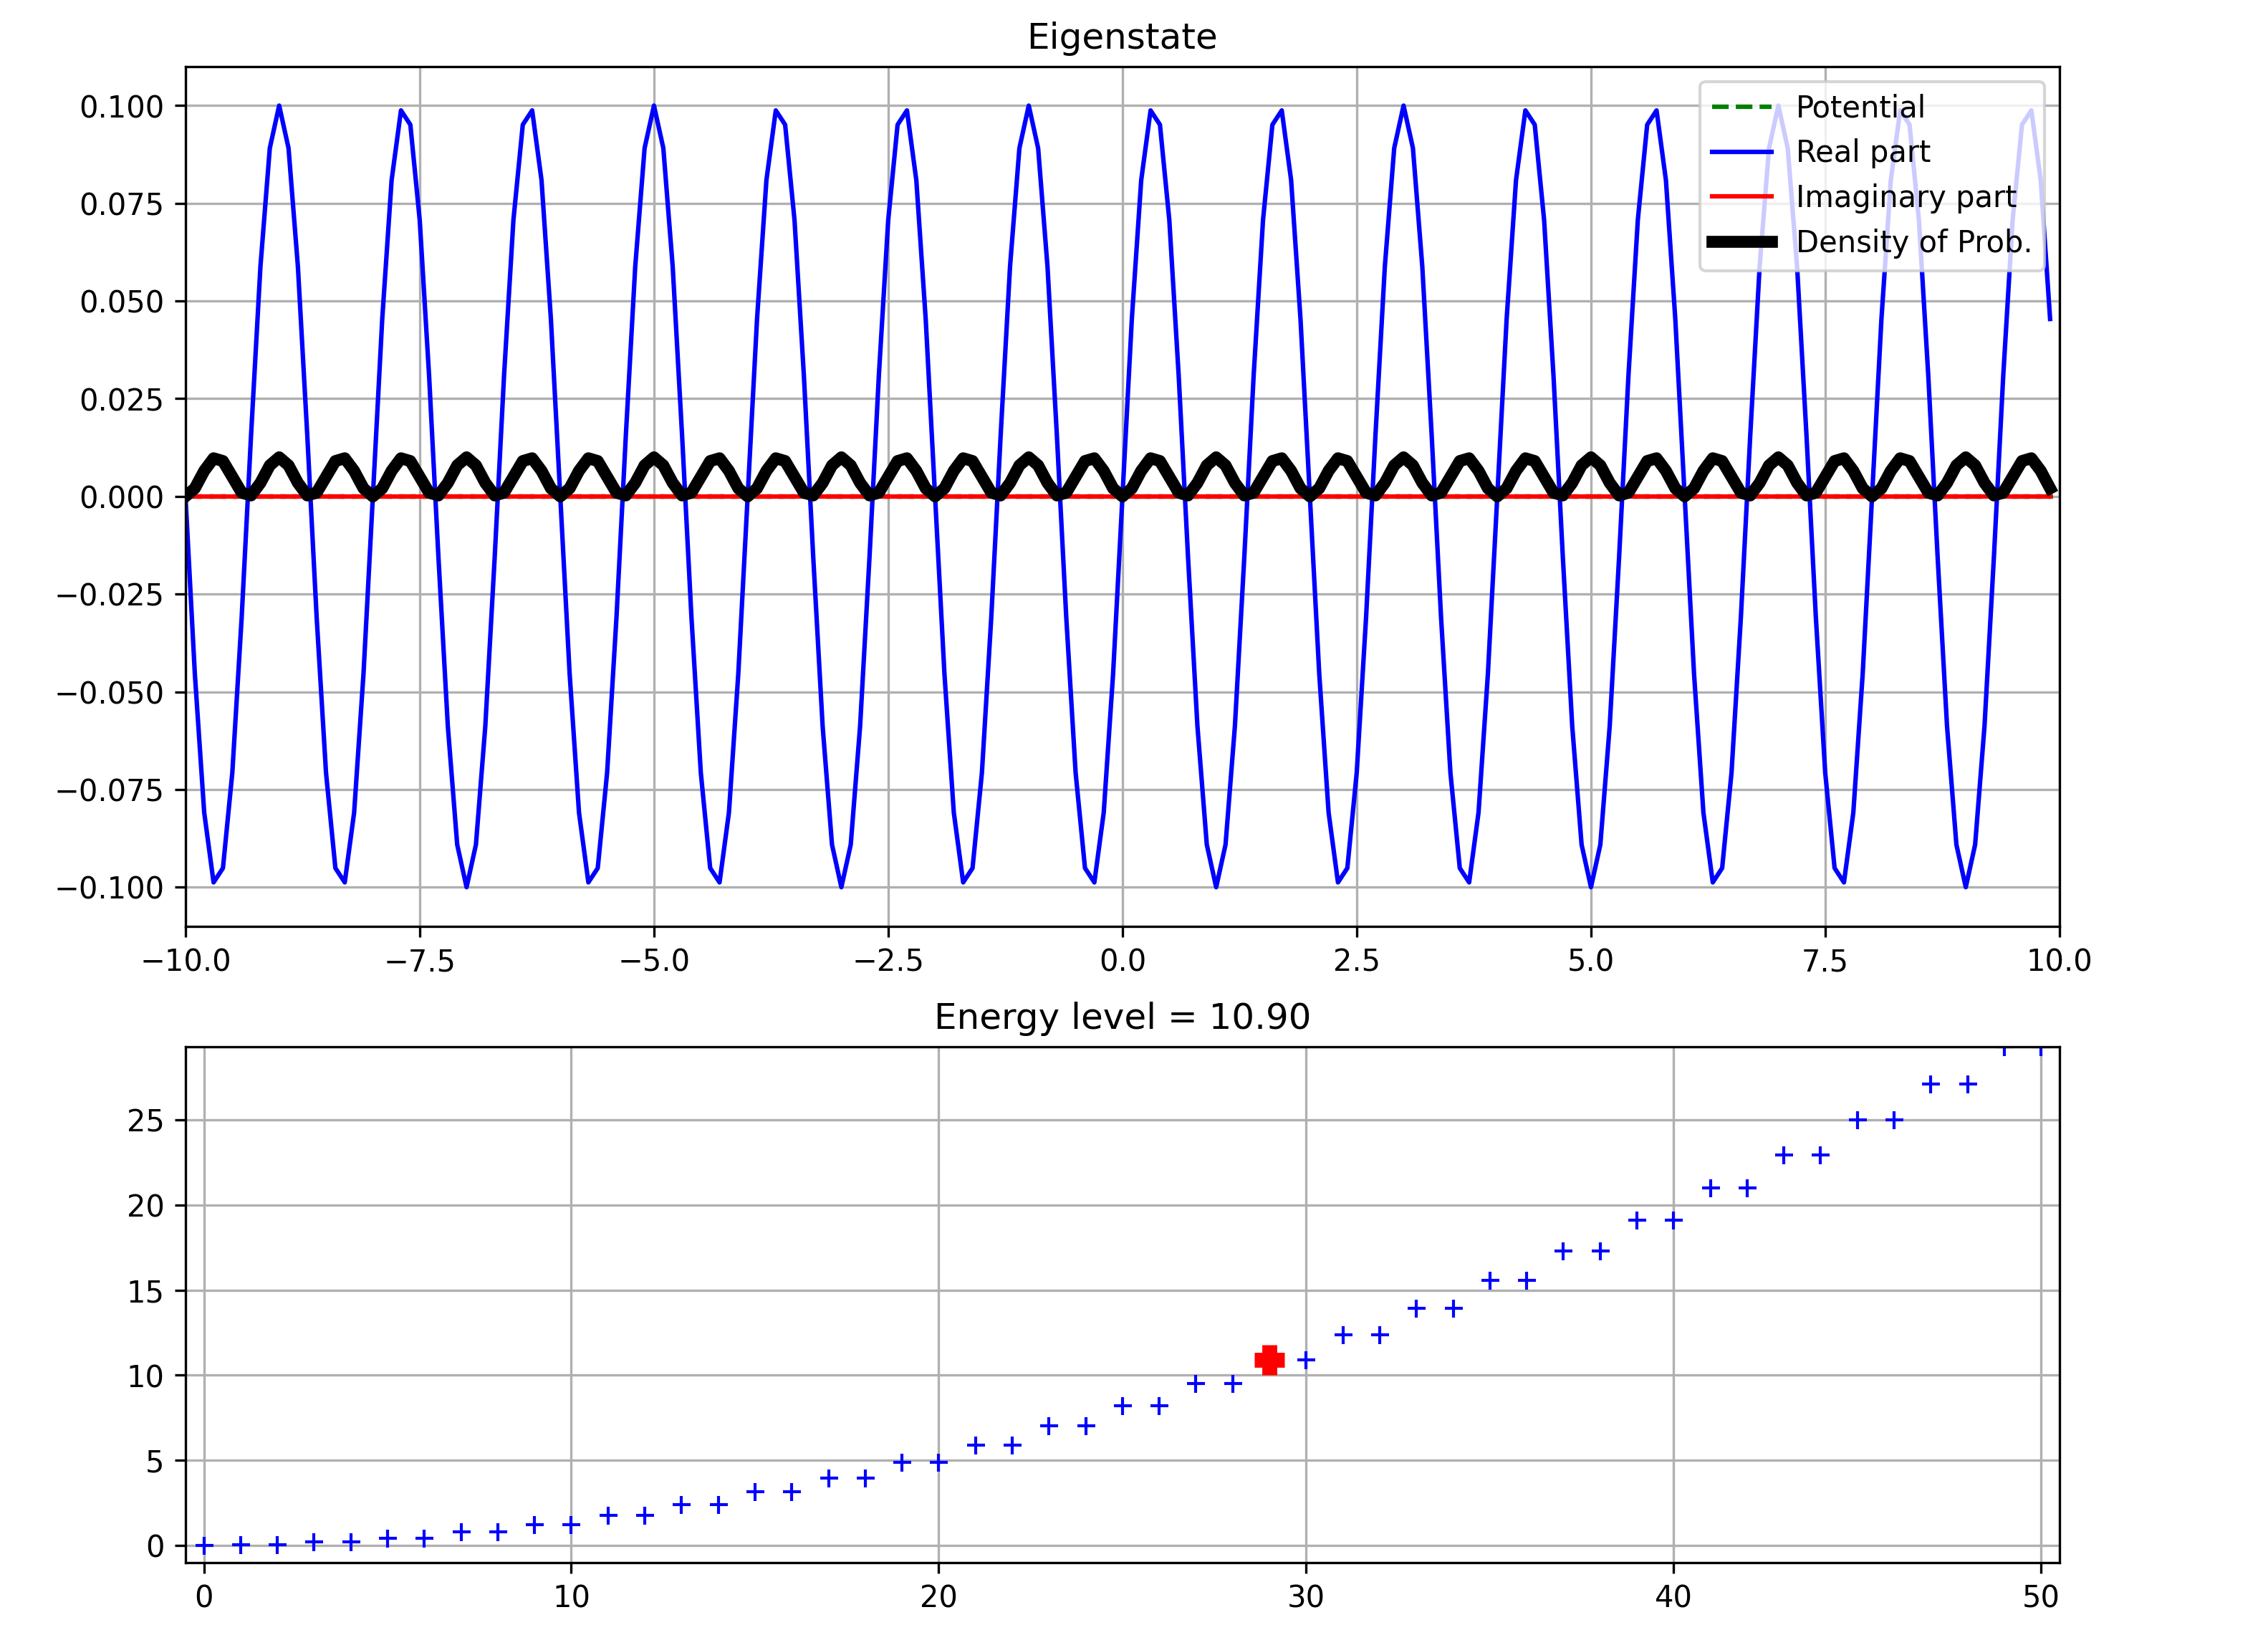 Eigenstate
0.100
0.075
0.050
0.025
0.000
−0.025
−0.050
−0.075
−0.100
Potential
Real part
Imaginary part
Density of Prob.
−10.0 −7.5 −5.0 −2.5 0.0 2.5 5.0 7.5 10.0
Energy level = 10.90
25
20
15
10
5
0
0 10 20 30 40 50